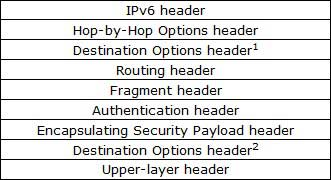 IPv6 header
Hop-by-Hop Options header
Destination Options header¹
Routing header
Fragment header
Authentication header
Encapsulating Security Payload header
Destination Options header²
Upper-layer header